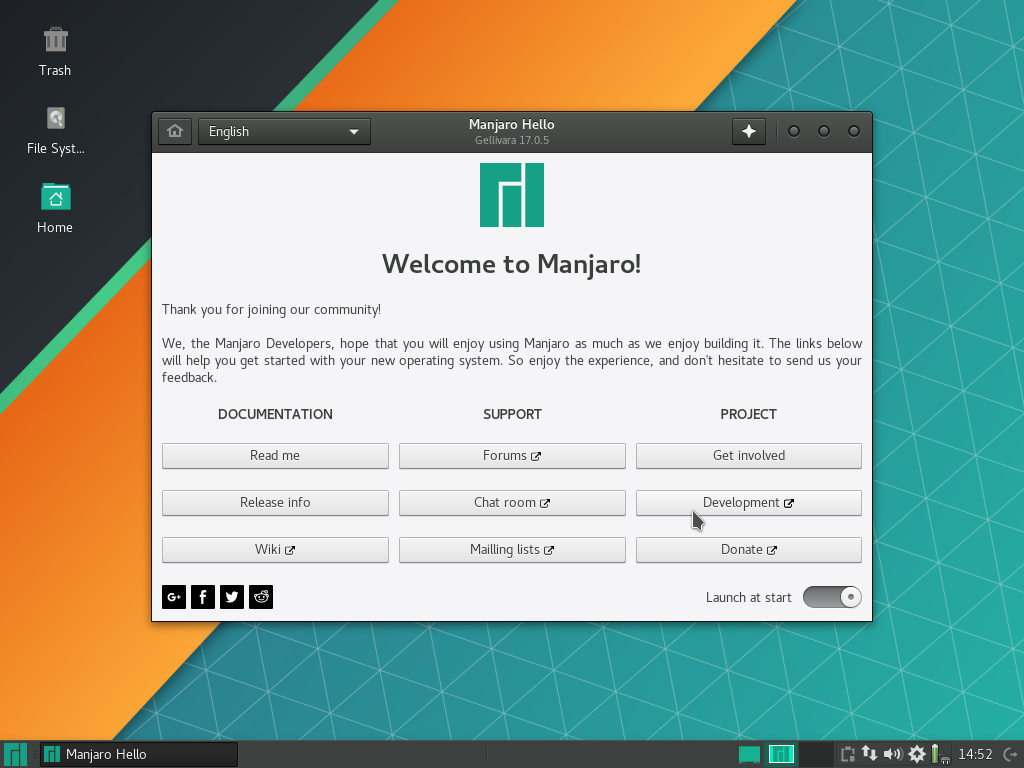 Trash
File Syst...
Home
English
Manjaro Hello
Gellivara 17.0.5
Welcome to Manjaro!
Thank you for joining our community!
We, the Manjaro Developers, hope that you will enjoy using Manjaro as much as we enjoy building it. The links below
will help you get started with your new operating system. So enjoy the experience, and don't hesitate to send us your
feedback.
DOCUMENTATION SUPPORT PROJECT
Read me Forums Get involved
Release info Chat room Development
Wiki Mailling lists Donate
G+ f Launch at start
Manjaro Hello 14:52